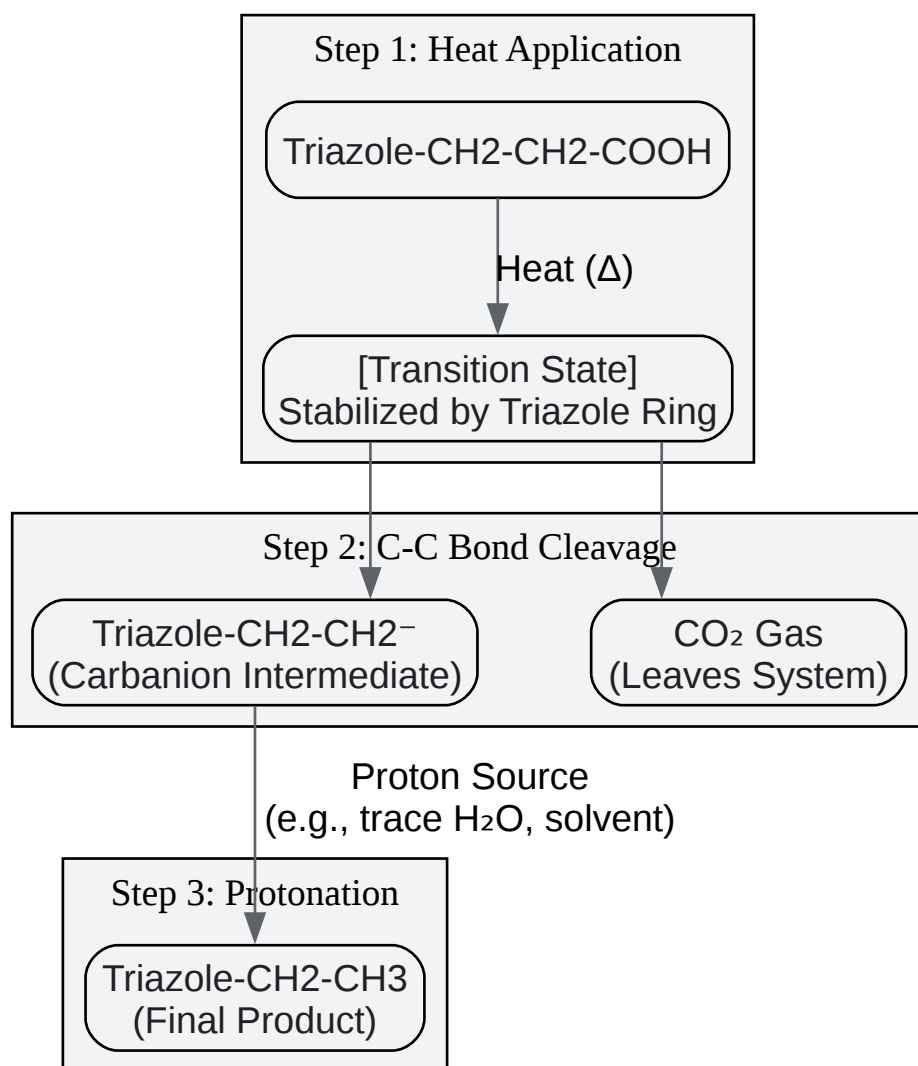 Step 1: Heat Application
Triazole-CH2-CH2-COOH
Heat (Δ)
[Transition State]
Stabilized by Triazole Ring
Step 2: C-C Bond Cleavage
Triazole-CH2-CH2⁻
(Carbanion Intermediate)
CO₂ Gas
(Leaves System)
Proton Source
(e.g., trace H₂O, solvent)
Step 3: Protonation
Triazole-CH2-CH3
(Final Product)